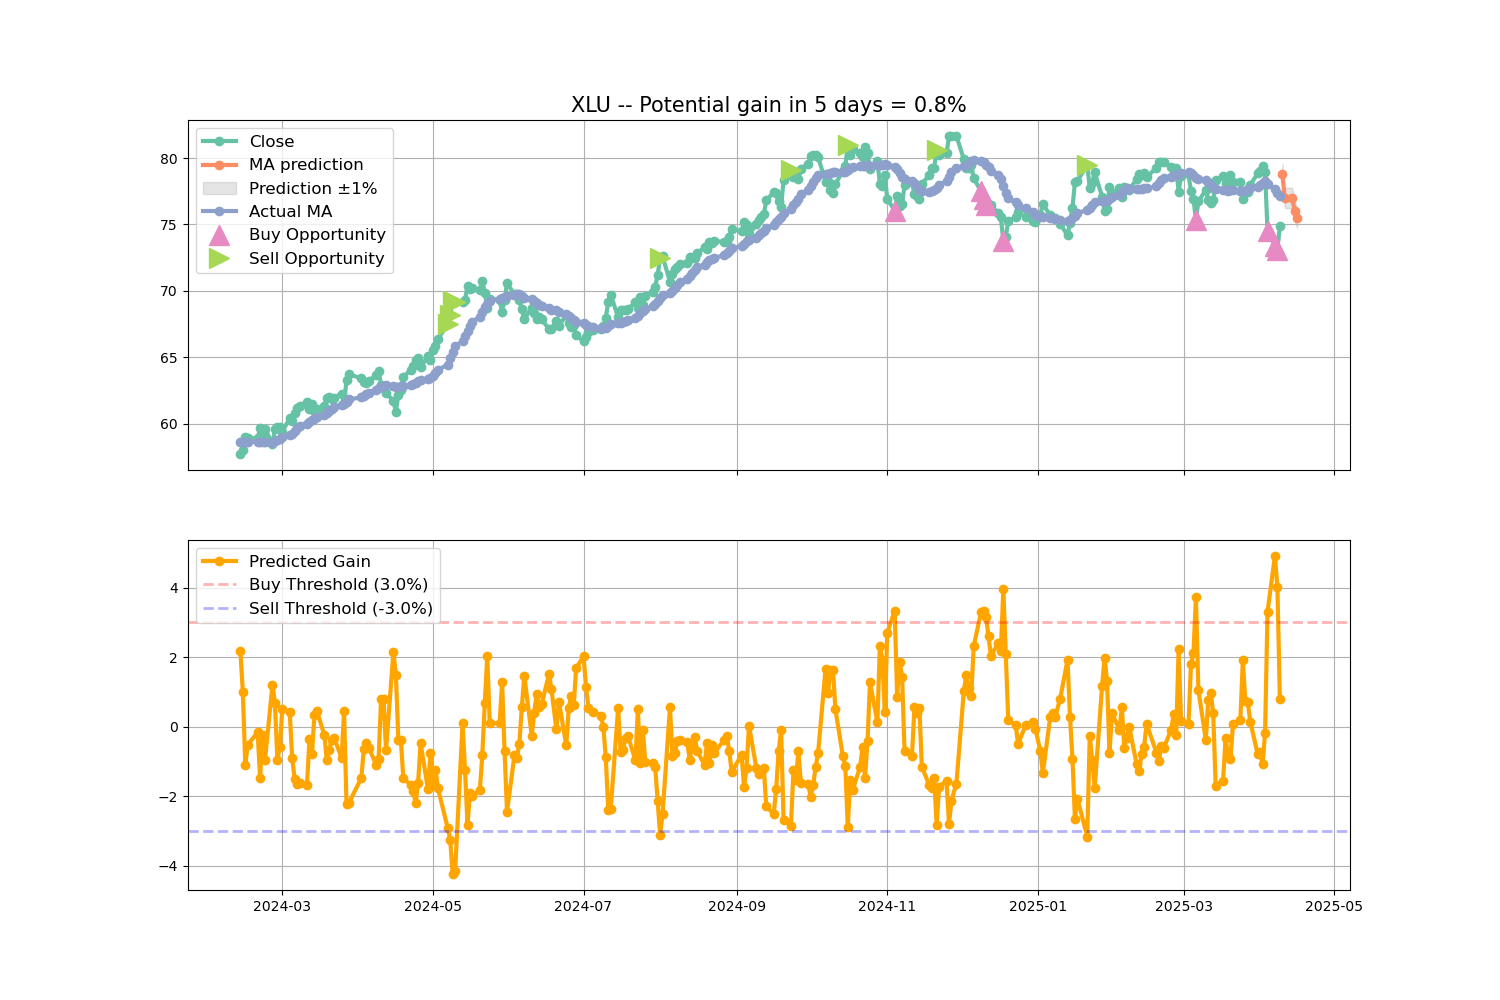 XLU -- Potential gain in 5 days = 0.8%
Close
MA prediction
Prediction ±1%
Actual MA
Buy Opportunity
Sell Opportunity
80
75
70
65
60
Predicted Gain
Buy Threshold (3.0%)
Sell Threshold (-3.0%)
4
2
0
−2
−4
2024-03
2024-05
2024-07
2024-09
2024-11
2025-01
2025-03
2025-05